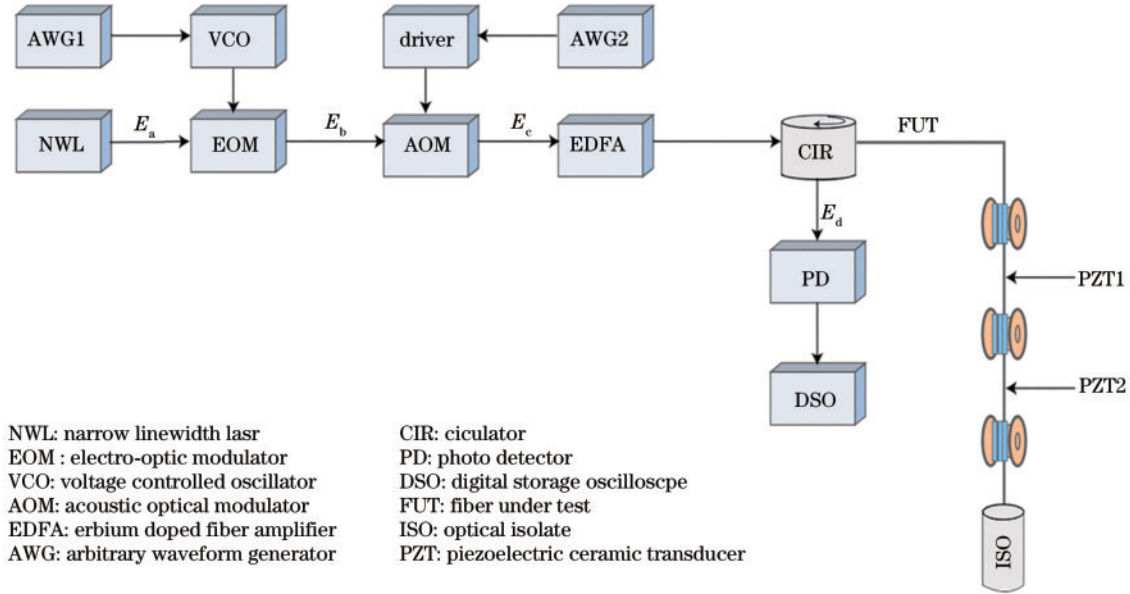 AWG1
VCO
driver
AWG2
NWL
Ea
EOM
Eb
AOM
Ec
EDFA
CIR
FUT
Ed
PD
PZT1
PZT2
DSO
ISO
NWL: narrow linewidth lasr
EOM : electro-optic modulator
VCO: voltage controlled oscillator
AOM: acoustic optical modulator
EDFA: erbium doped fiber amplifier
AWG: arbitrary waveform generator
CIR: ciculator
PD: photo detector
DSO: digital storage oscilloscpe
FUT: fiber under test
ISO: optical isolate
PZT: piezoelectric ceramic transducer